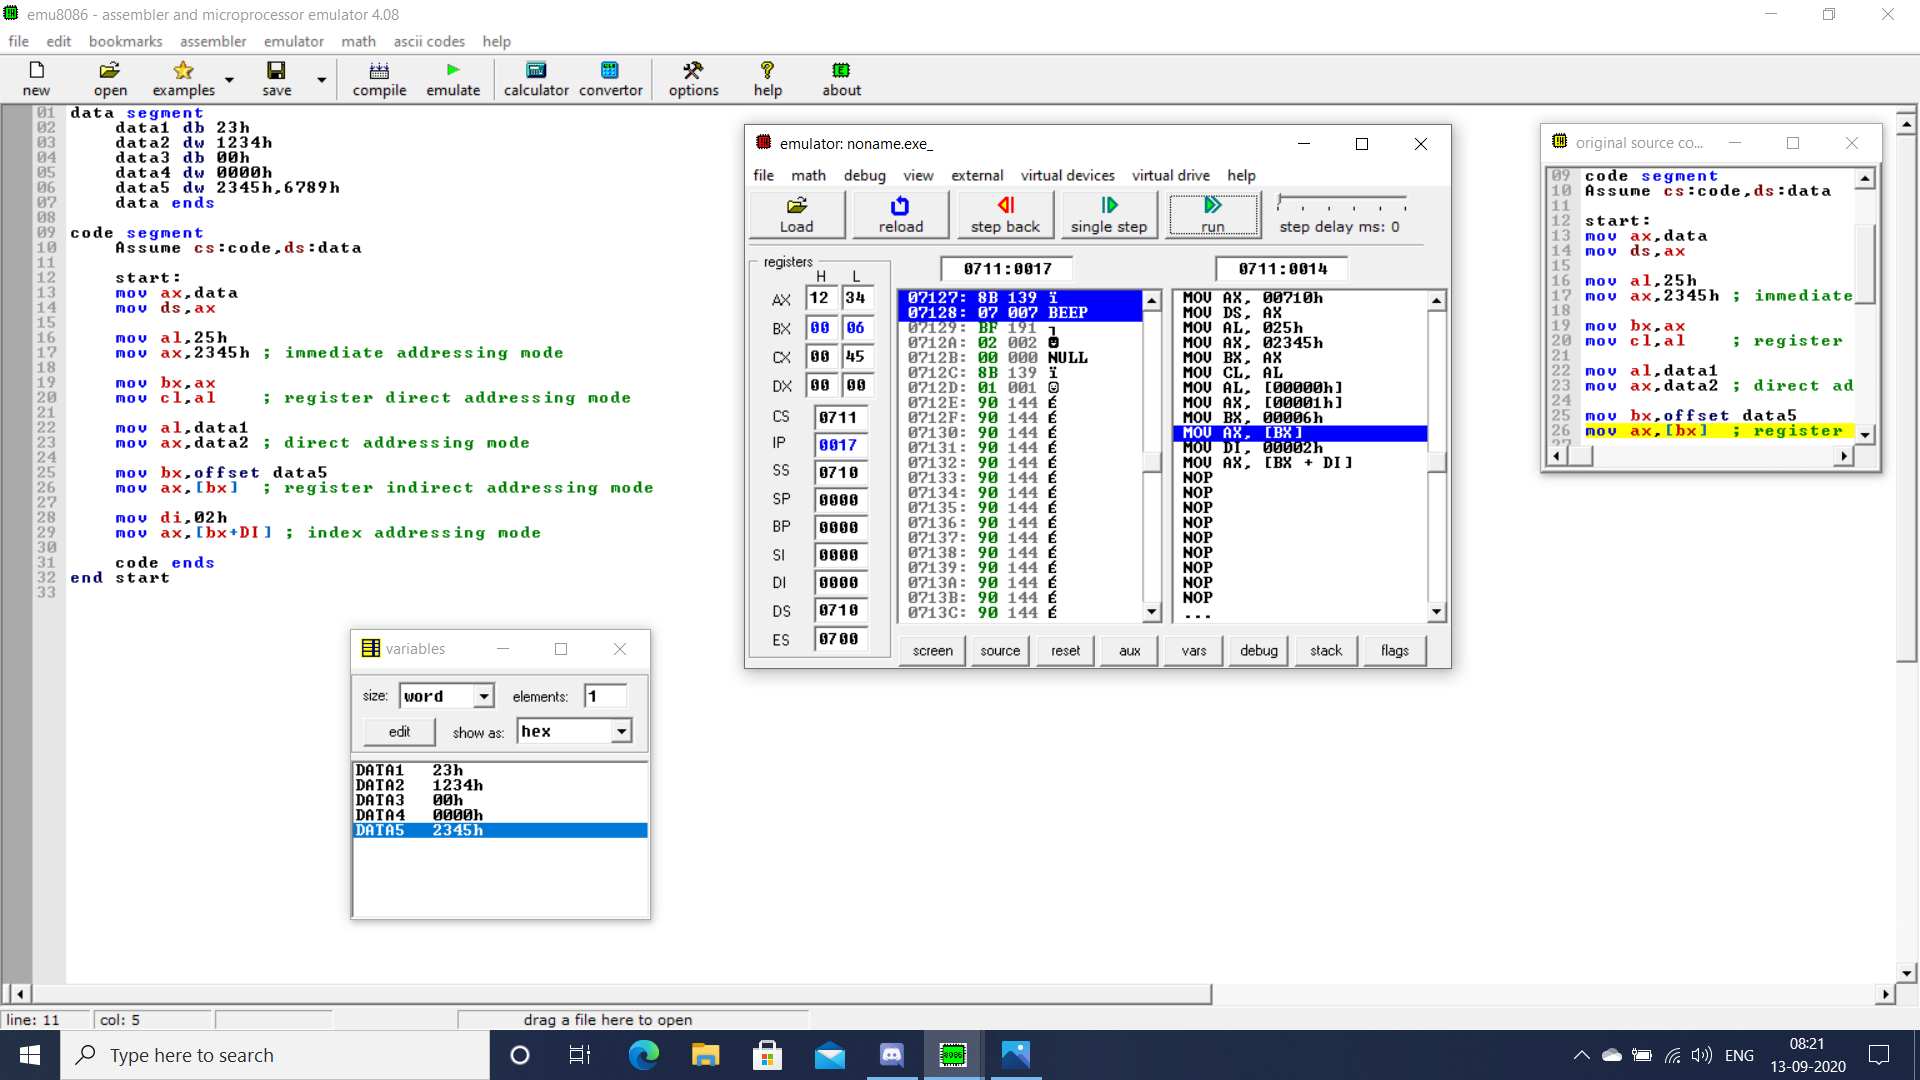 emu8086 - assembler and microprocessor emulator 4.08
file edit bookmarks assembler emulator math ascii codes help
new open examples save compile emulate calculator convertor options help about
01 data segment
02 data1 db 23h
03 data2 dw 1234h
04 data3 db 00h
05 data4 dw 0000h
06 data5 dw 2345h,6789h
07 data ends
08
09 code segment
10 Assume cs:code,ds:data
11
12 start:
13 mov ax,data
14 mov ds,ax
15
16 mov al,25h
17 mov ax,2345h ; immediate addressing mode
18
19 mov bx,ax
20 mov cl,al ; register direct addressing mode
21
22 mov al,data1
23 mov ax,data2 ; direct addressing mode
24
25 mov bx,offset data5
26 mov ax,[bx] ; register indirect addressing mode
27
28 mov di,02h
29 mov ax,[bx+DI] ; index addressing mode
30
31 code ends
32 end start
33
variables
size: word elements: 1
edit show as: hex
DATA1 23h
DATA2 1234h
DATA3 00h
DATA4 0000h
DATA5 2345h
emulator: noname.exe_
file math debug view external virtual devices virtual drive help
Load reload step back single step run step delay ms: 0
registers
H L
AX 12 34
BX 00 06
CX 00 45
DX 00 00
CS 0711
IP 0017
SS 0710
SP 0000
BP 0000
SI 0000
DI 0000
DS 0710
ES 0700
0711:0017
07127: 8B 139 ï
07128: 07 007 BEEP
07129: BF 191 ┐
0712A: 02 002 ☻
0712B: 00 000 NULL
0712C: 8B 139 ï
0712D: 01 001 ☺
0712E: 90 144 É
0712F: 90 144 É
07130: 90 144 É
07131: 90 144 É
07132: 90 144 É
07133: 90 144 É
07134: 90 144 É
07135: 90 144 É
07136: 90 144 É
07137: 90 144 É
07138: 90 144 É
07139: 90 144 É
0713A: 90 144 É
0713B: 90 144 É
0713C: 90 144 É
0711:0014
MOV AX, 00710h
MOV DS, AX
MOV AL, 025h
MOV AX, 02345h
MOV BX, AX
MOV CL, AL
MOV AL, [00000h]
MOV AX, [00001h]
MOV BX, 00006h
MOV AX, [BX]
MOV DI, 00002h
MOV AX, [BX + DI]
NOP
NOP
NOP
NOP
NOP
NOP
NOP
NOP
NOP
...
screen source reset aux vars debug stack flags
original source co...
09 code segment
10 Assume cs:code,ds:data
11
12 start:
13 mov ax,data
14 mov ds,ax
15
16 mov al,25h
17 mov ax,2345h ; immediate
18
19 mov bx,ax
20 mov cl,al ; register
21
22 mov al,data1
23 mov ax,data2 ; direct ad
24
25 mov bx,offset data5
26 mov ax,[bx] ; register
27
line: 11 col: 5 drag a file here to open
Type here to search
8086
ENG
08:21
13-09-2020